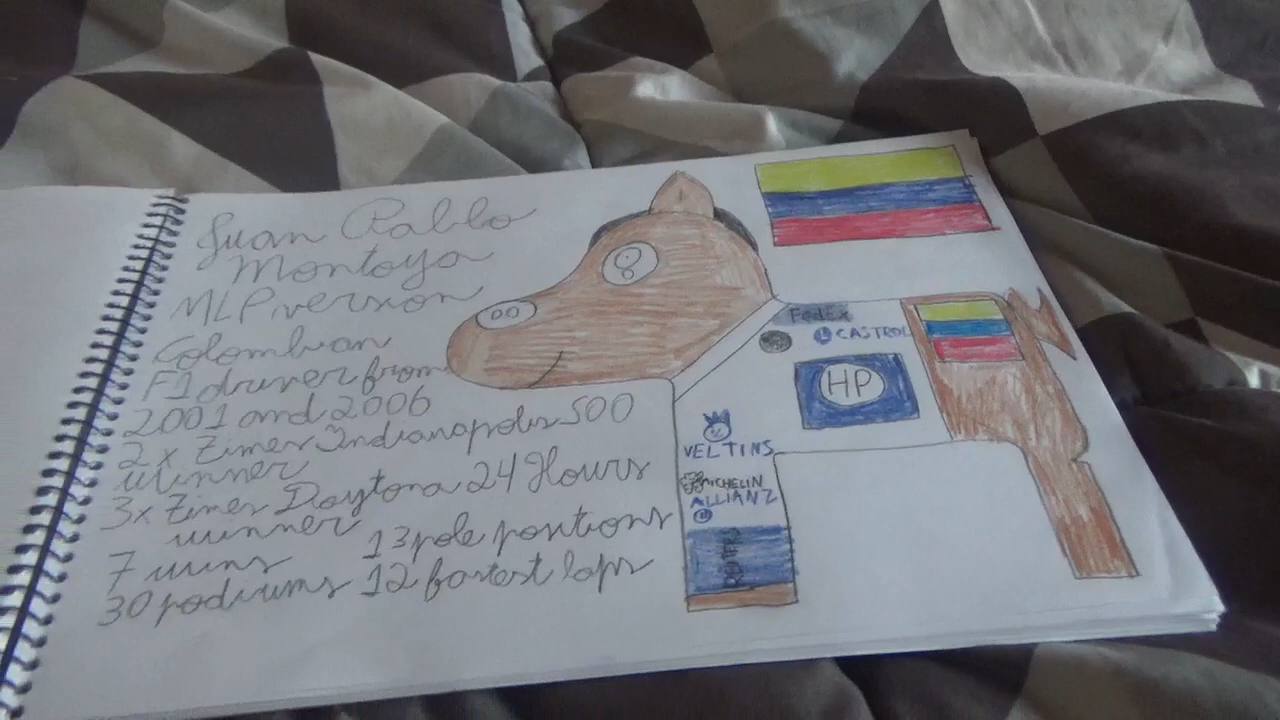 Juan Pablo
Montoya
MLP version
Colombian
F1 driver from
2001 and 2006
2x Times Indianapolis 500
winner
3x Times Daytona 24 Hours
winner
7 wins 13 pole positions
30 podiums 12 fastest laps
FedEx
CASTROL
HP
VELTINS
MICHELIN
ALLIANZ